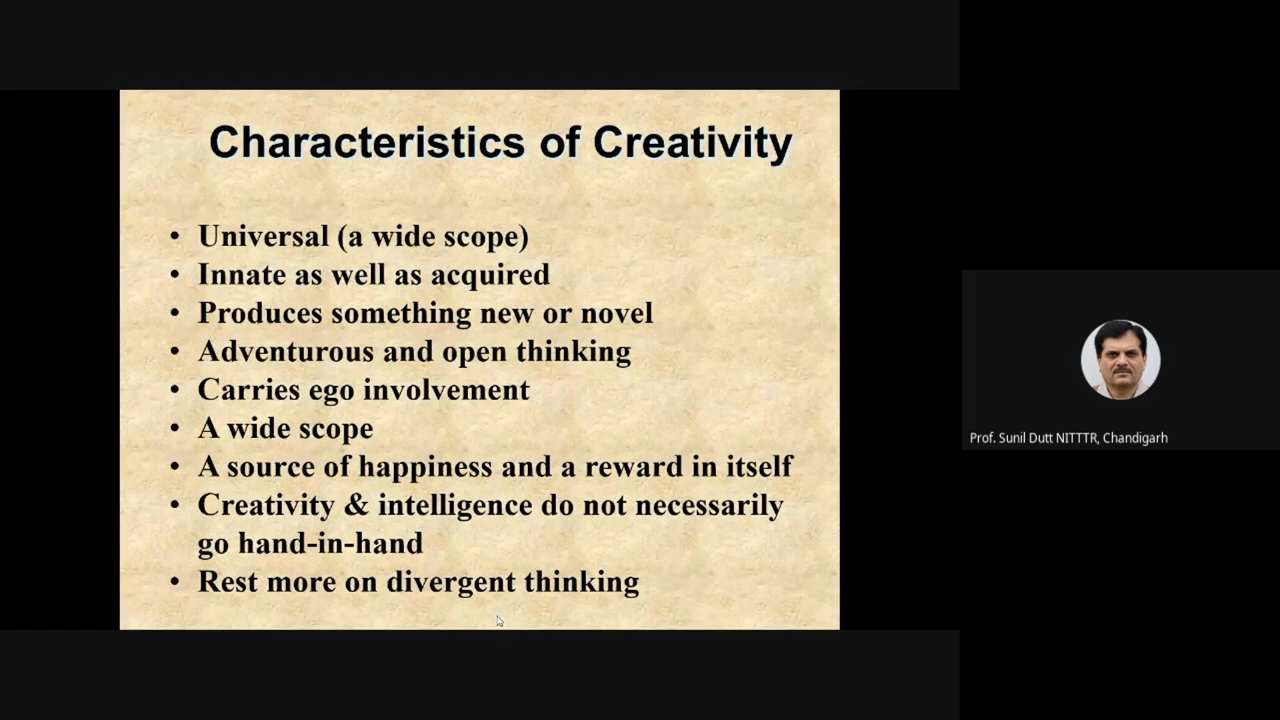 Characteristics of Creativity
• Universal (a wide scope)
• Innate as well as acquired
• Produces something new or novel
• Adventurous and open thinking
• Carries ego involvement
• A wide scope
• A source of happiness and a reward in itself
• Creativity & intelligence do not necessarily
go hand-in-hand
• Rest more on divergent thinking
Prof. Sunil Dutt NITTTR, Chandigarh